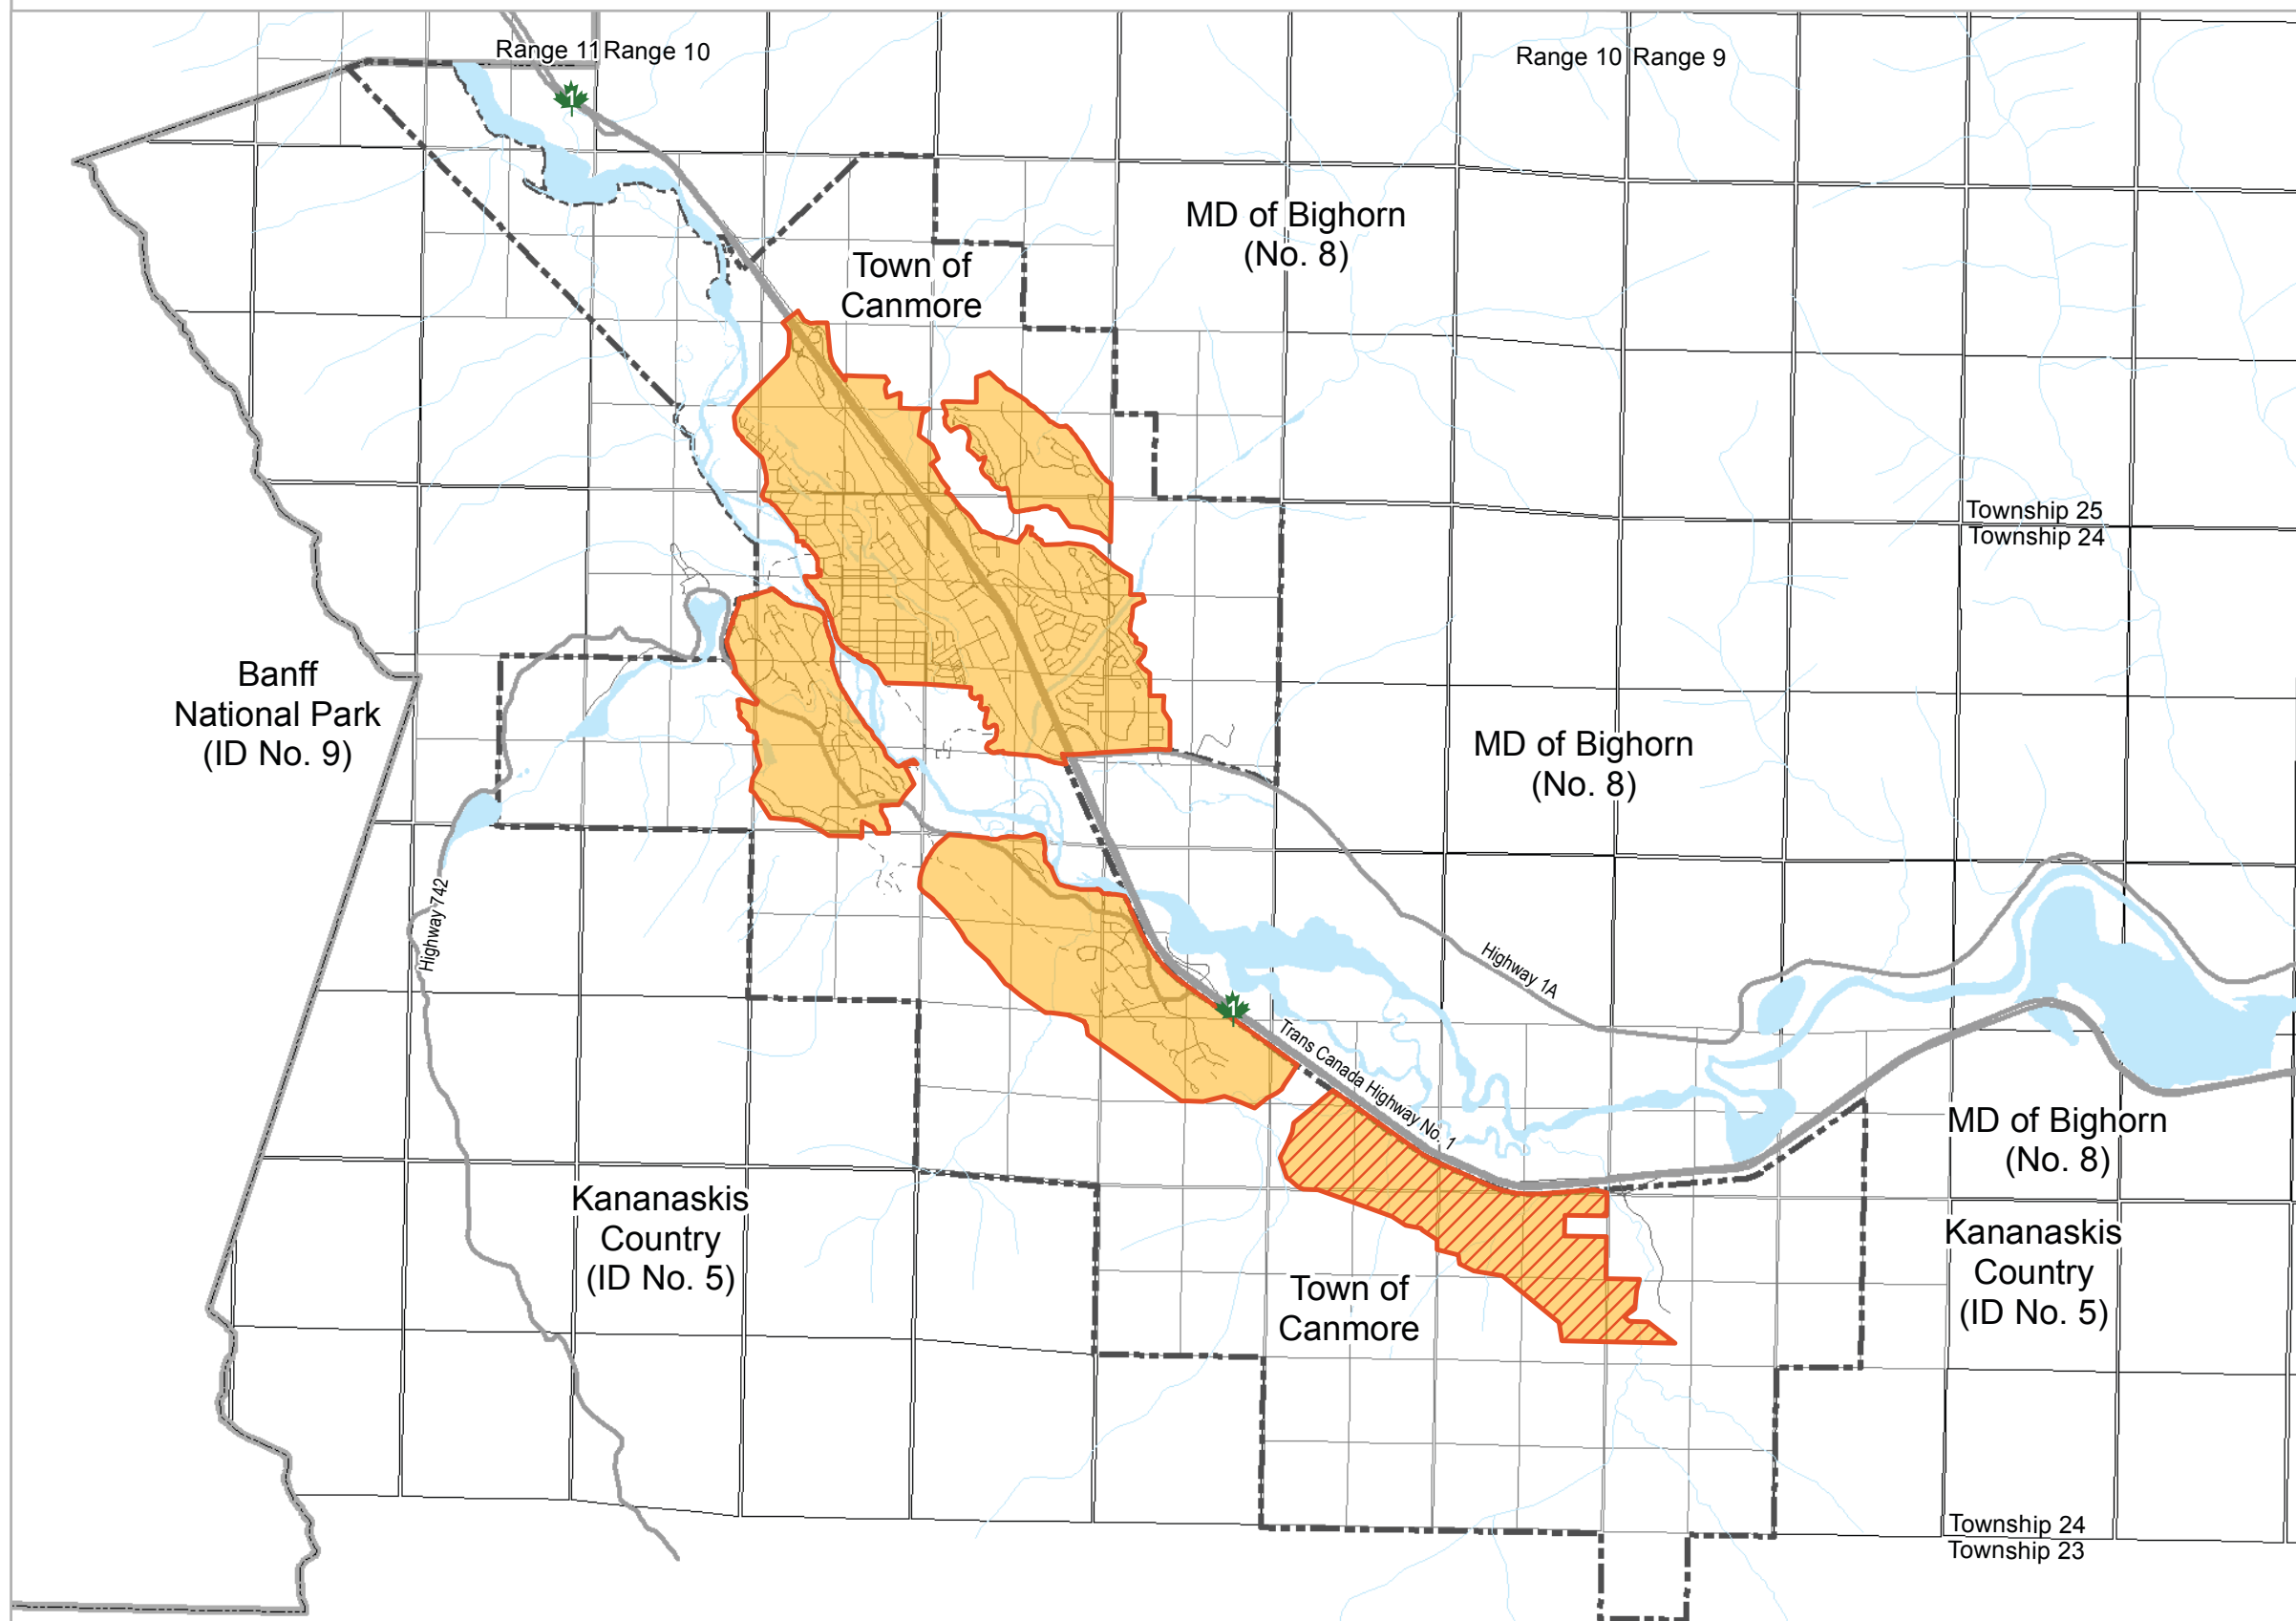 Range 11 Range 10
Range 10 Range 9
1
MD of Bighorn
(No. 8)
Town of
Canmore
Township 25
Township 24
Banff
National Park
(ID No. 9)
MD of Bighorn
(No. 8)
Highway 742
Highway 1A
1
Trans Canada Highway No. 1
MD of Bighorn
(No. 8)
Kananaskis
Country
(ID No. 5)
Kananaskis
Country
(ID No. 5)
Town of
Canmore
Township 24
Township 23